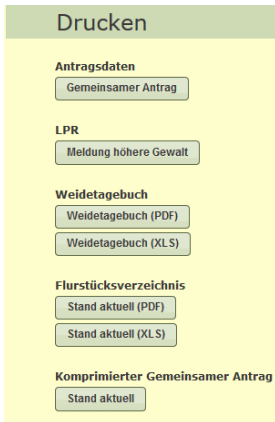 Drucken
Antragsdaten
Gemeinsamer Antrag
LPR
Meldung höhere Gewalt
Weidetagebuch
Weidetagebuch (PDF)
Weidetagebuch (XLS)
Flurstücksverzeichnis
Stand aktuell (PDF)
Stand aktuell (XLS)
Komprimierter Gemeinsamer Antrag
Stand aktuell